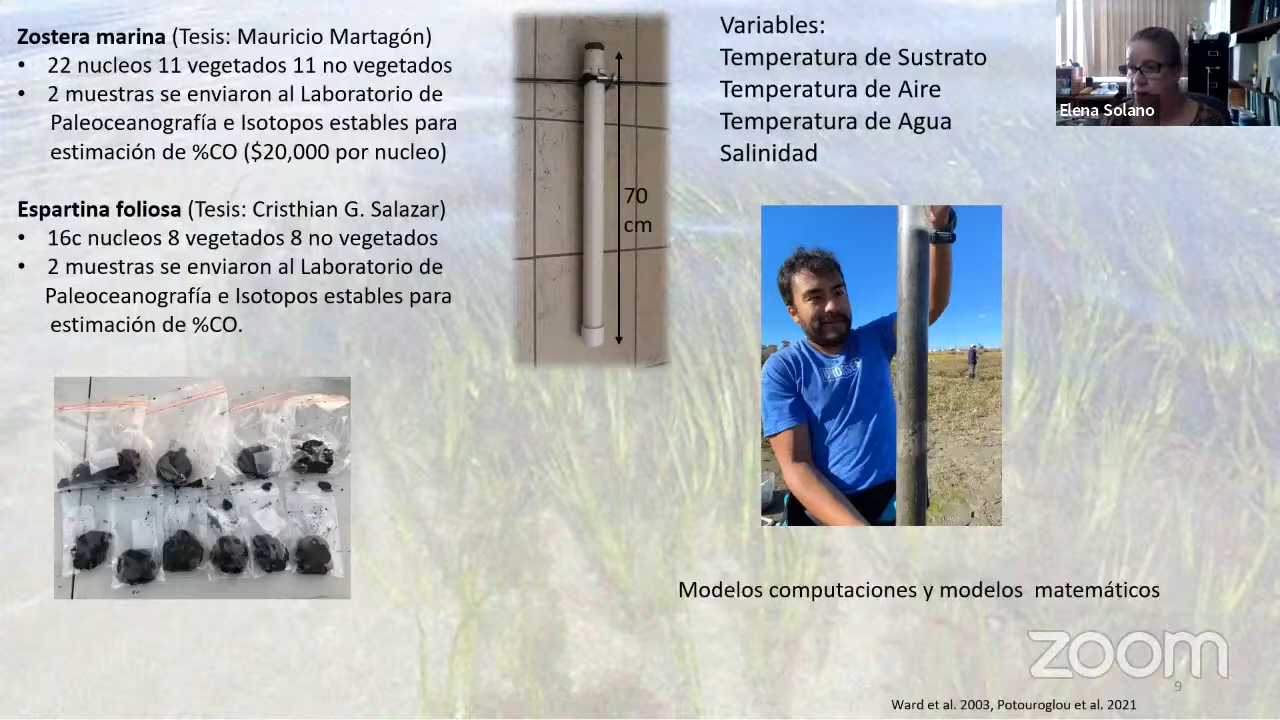 Zostera marina (Tesis: Mauricio Martagón)
• 22 nucleos 11 vegetados 11 no vegetados
• 2 muestras se enviaron al Laboratorio de
Paleoceanografía e Isotopos estables para
estimación de %CO ($20,000 por nucleo)
Espartina foliosa (Tesis: Cristhian G. Salazar)
• 16c nucleos 8 vegetados 8 no vegetados
• 2 muestras se enviaron al Laboratorio de
Paleoceanografía e Isotopos estables para
estimación de %CO.
70
cm
Variables:
Temperatura de Sustrato
Temperatura de Aire
Temperatura de Agua
Salinidad
Elena Solano
Modelos computaciones y modelos matemáticos
zoom
9
Ward et al. 2003, Potouroglou et al. 2021